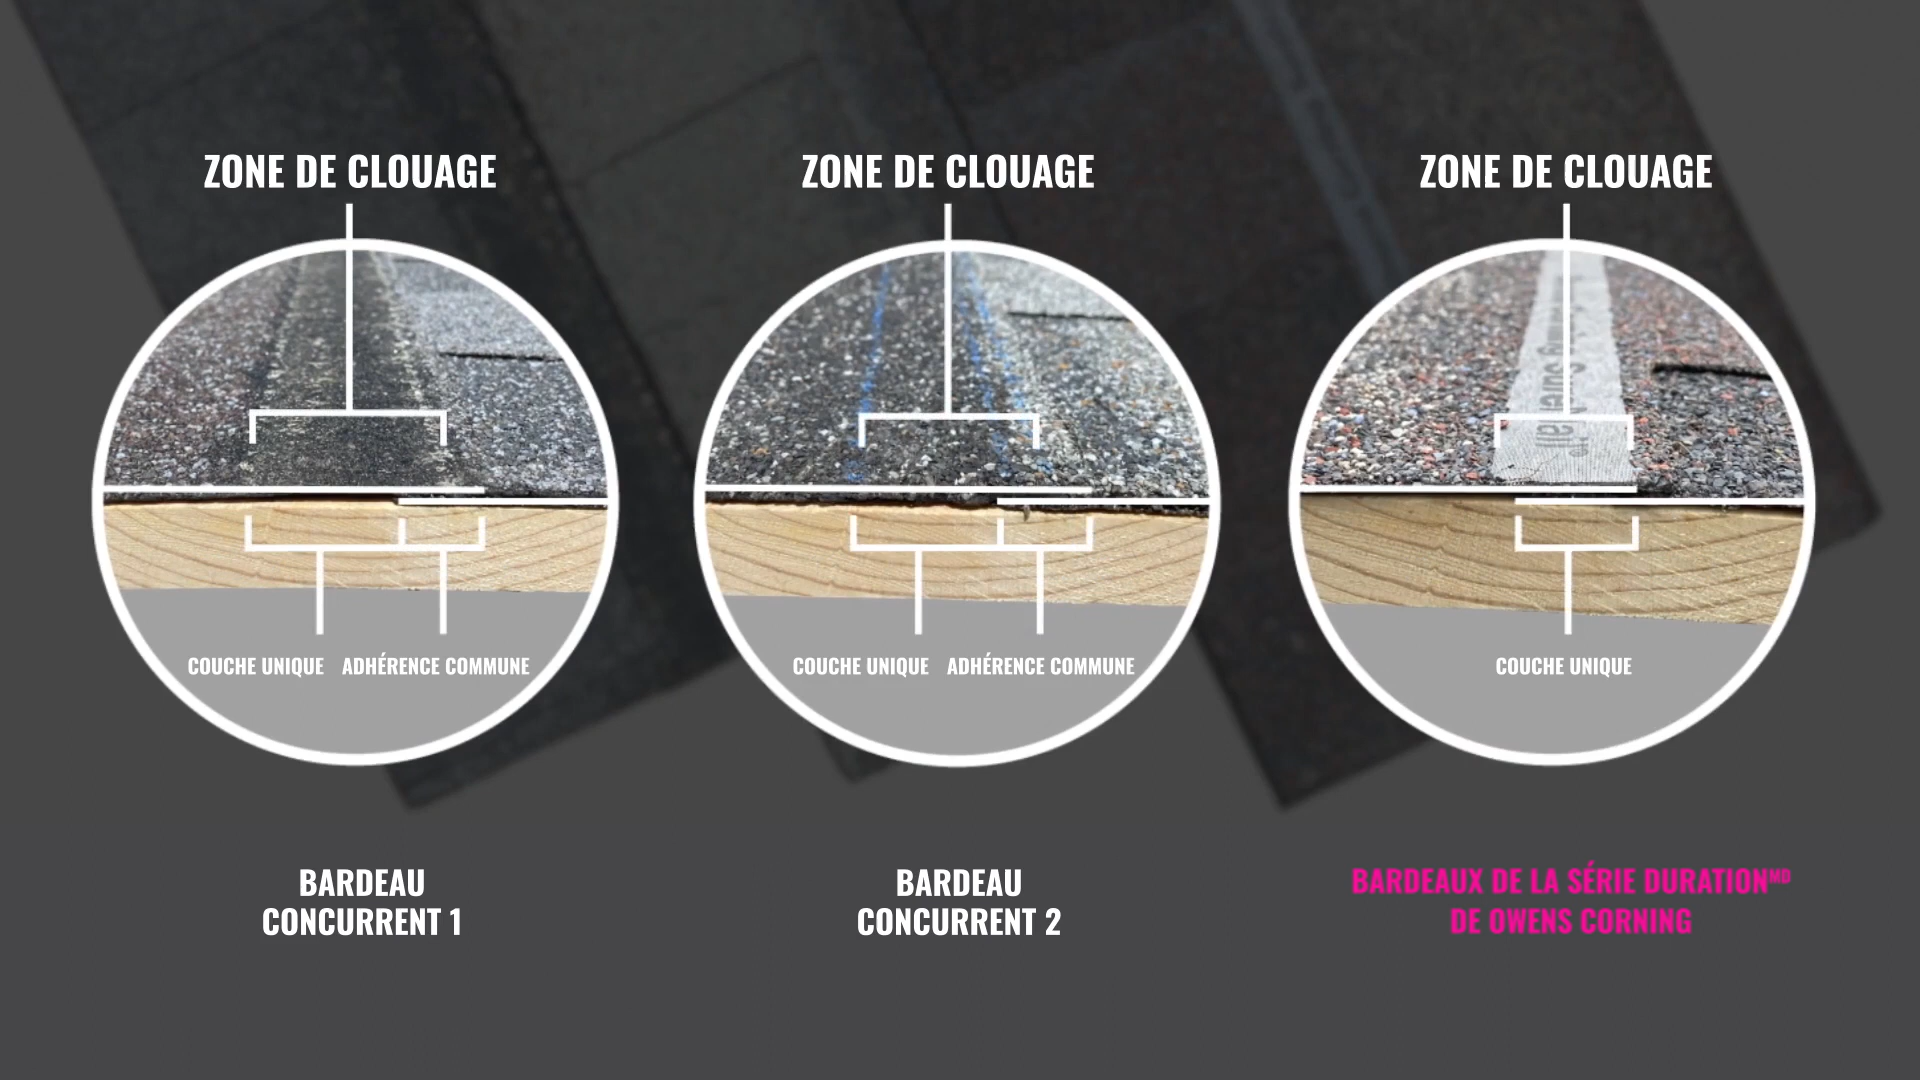 ZONE DE CLOUAGE
COUCHE UNIQUE
ADHÉRENCE COMMUNE
BARDEAU
CONCURRENT 1
ZONE DE CLOUAGE
COUCHE UNIQUE
ADHÉRENCE COMMUNE
BARDEAU
CONCURRENT 2
ZONE DE CLOUAGE
COUCHE UNIQUE
BARDEAUX DE LA SÉRIE DURATIONᴹᴰ
DE OWENS CORNING